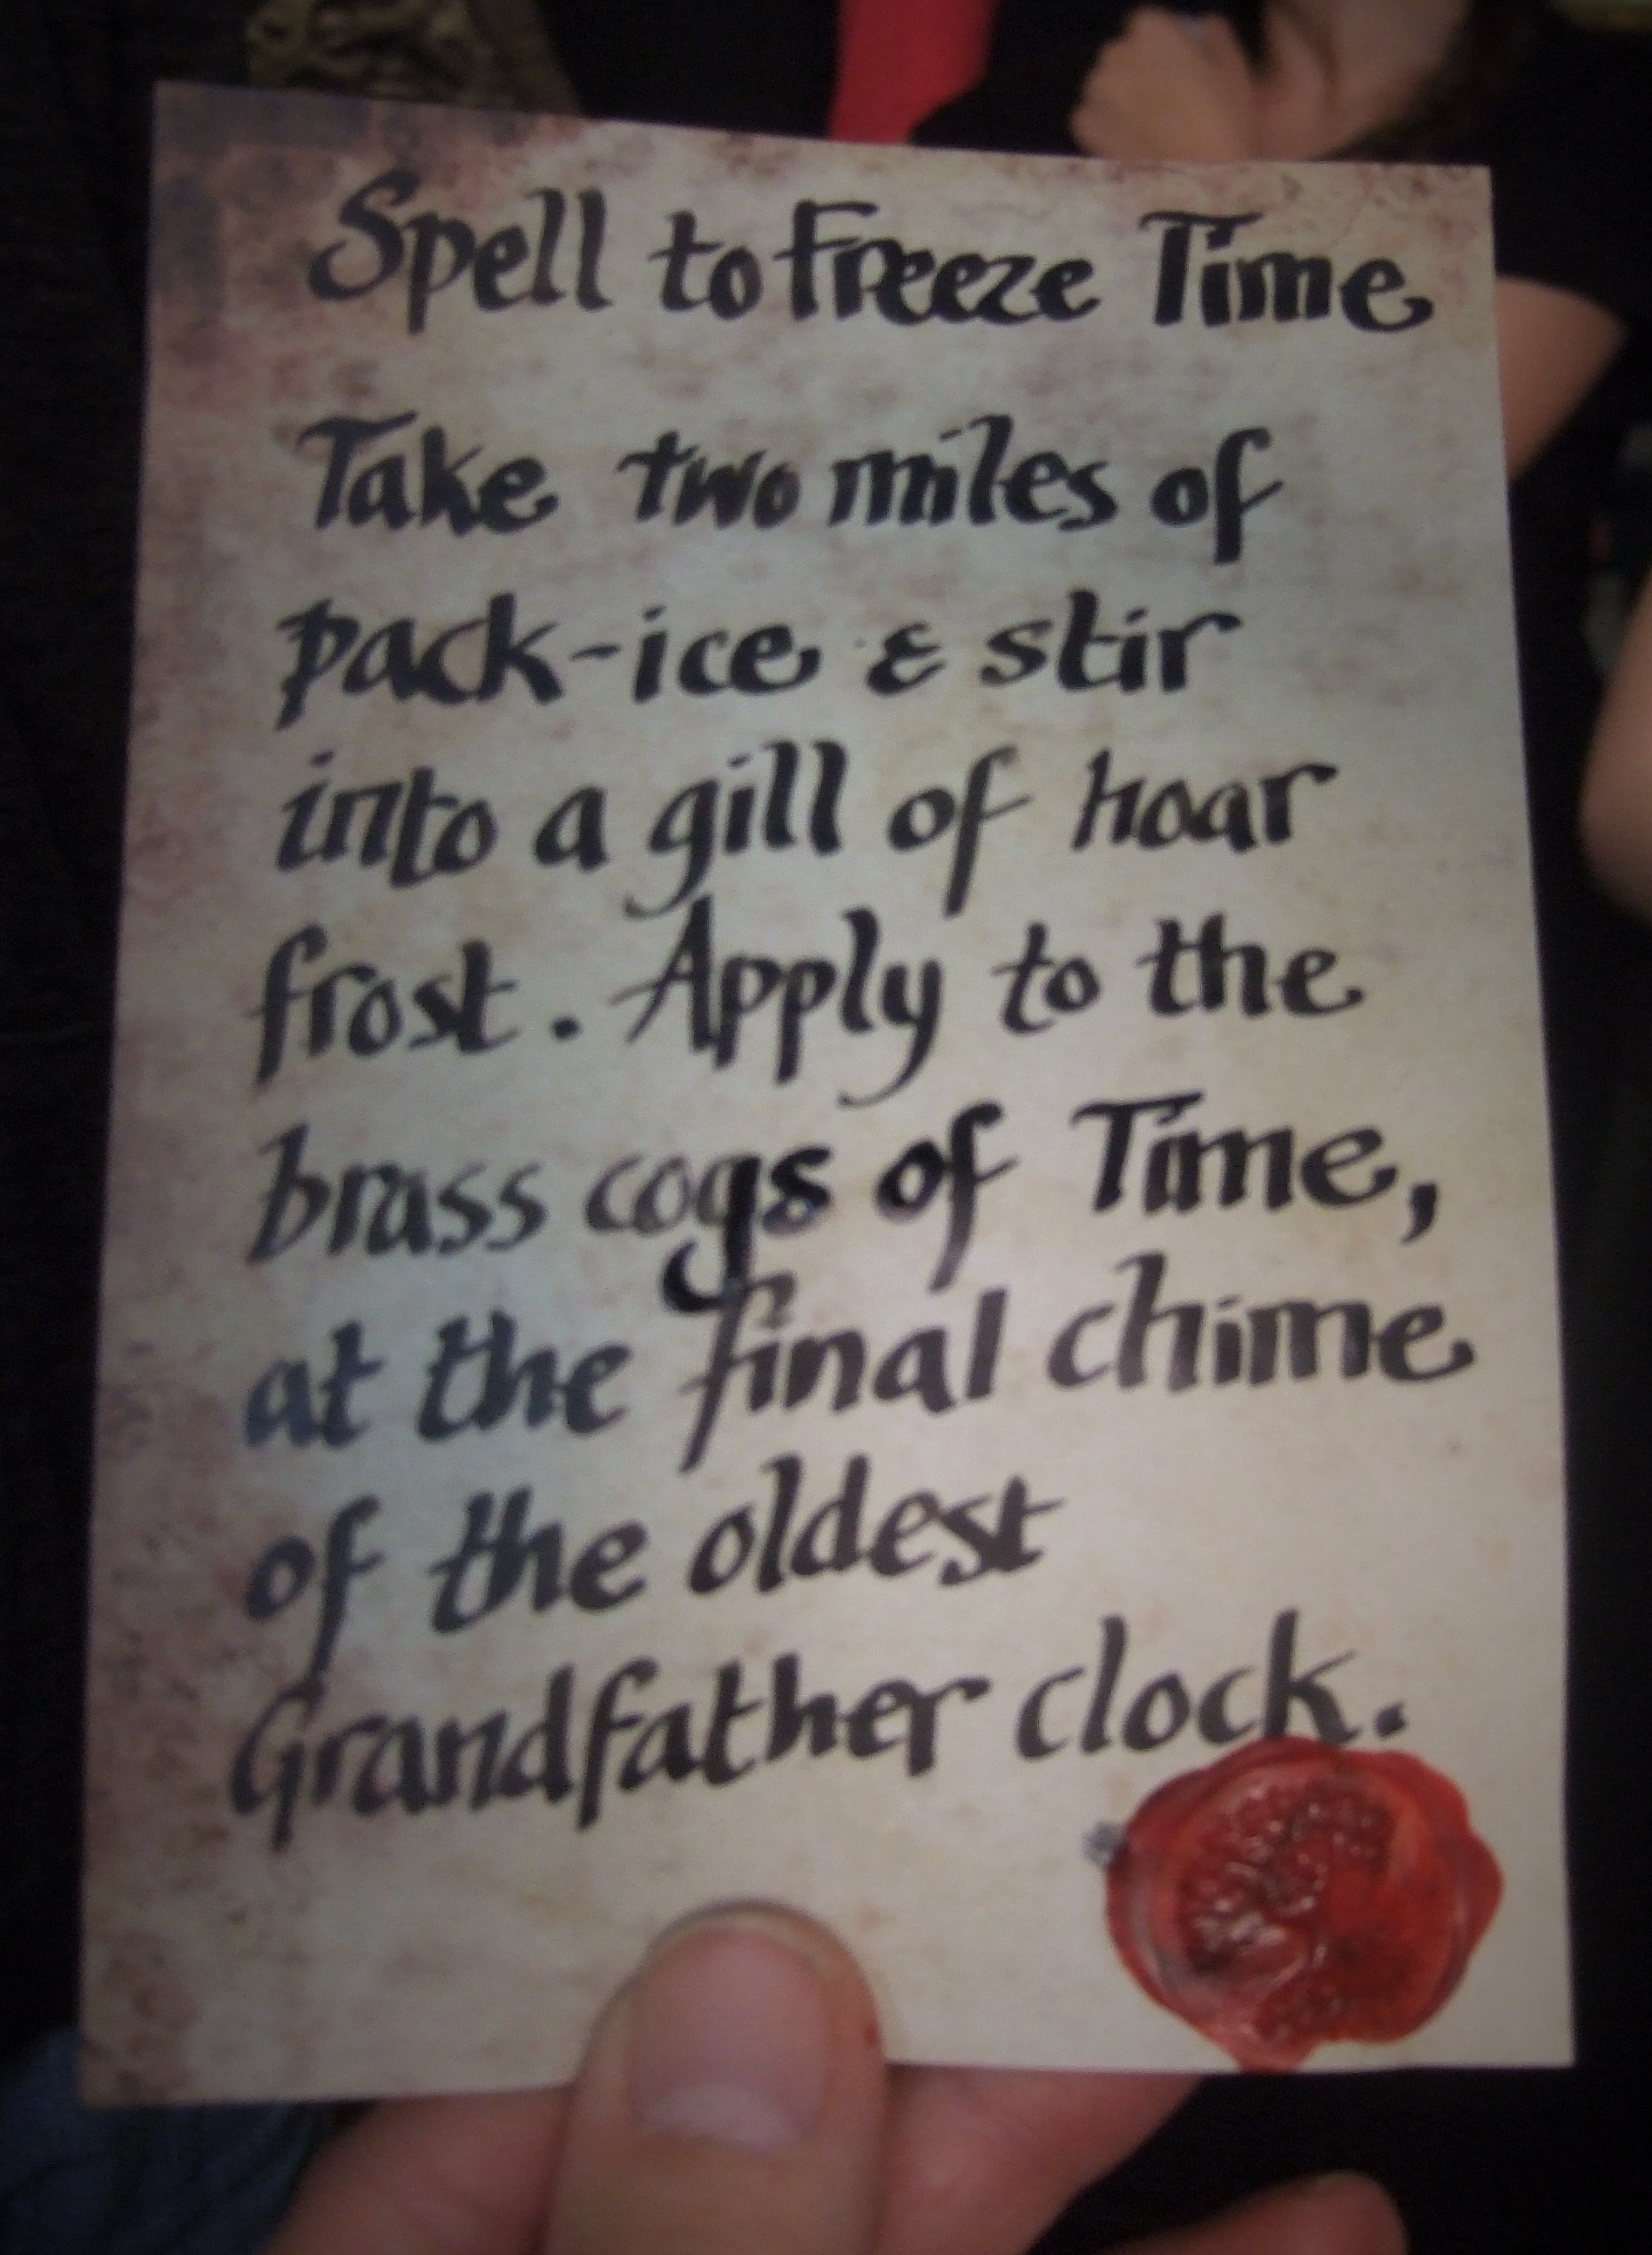 Spell to Freeze Time
Take two miles of
pack-ice & stir
into a gill of hoar
frost. Apply to the
brass cogs of Time,
at the final chime
of the oldest
Grandfather clock.